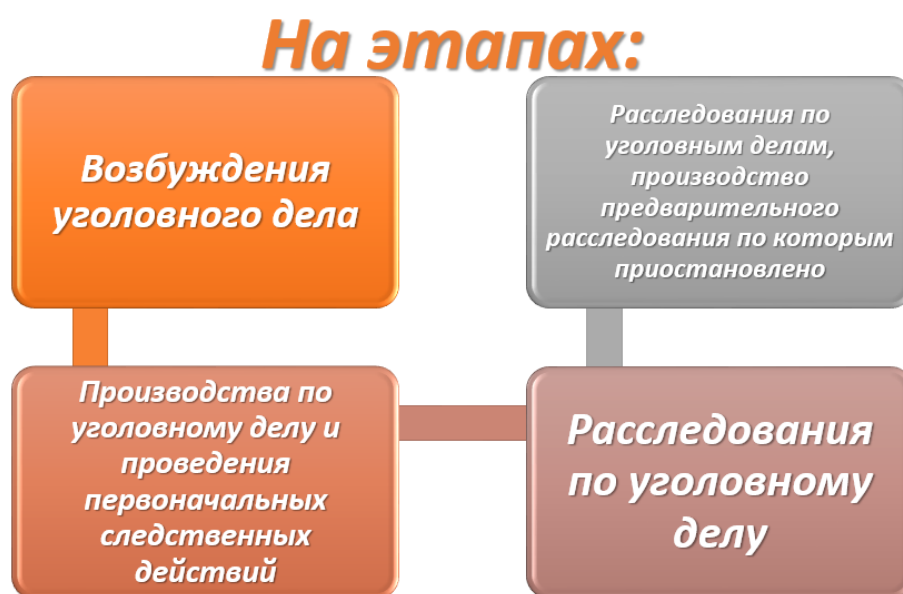 На этапах:
Возбуждения
уголовного дела
Производства по
уголовному делу и
проведения
первоначальных
следственных
действий
Расследования
по уголовному
делу
Расследования по
уголовным делам,
производство
предварительного
расследования по которым
приостановлено